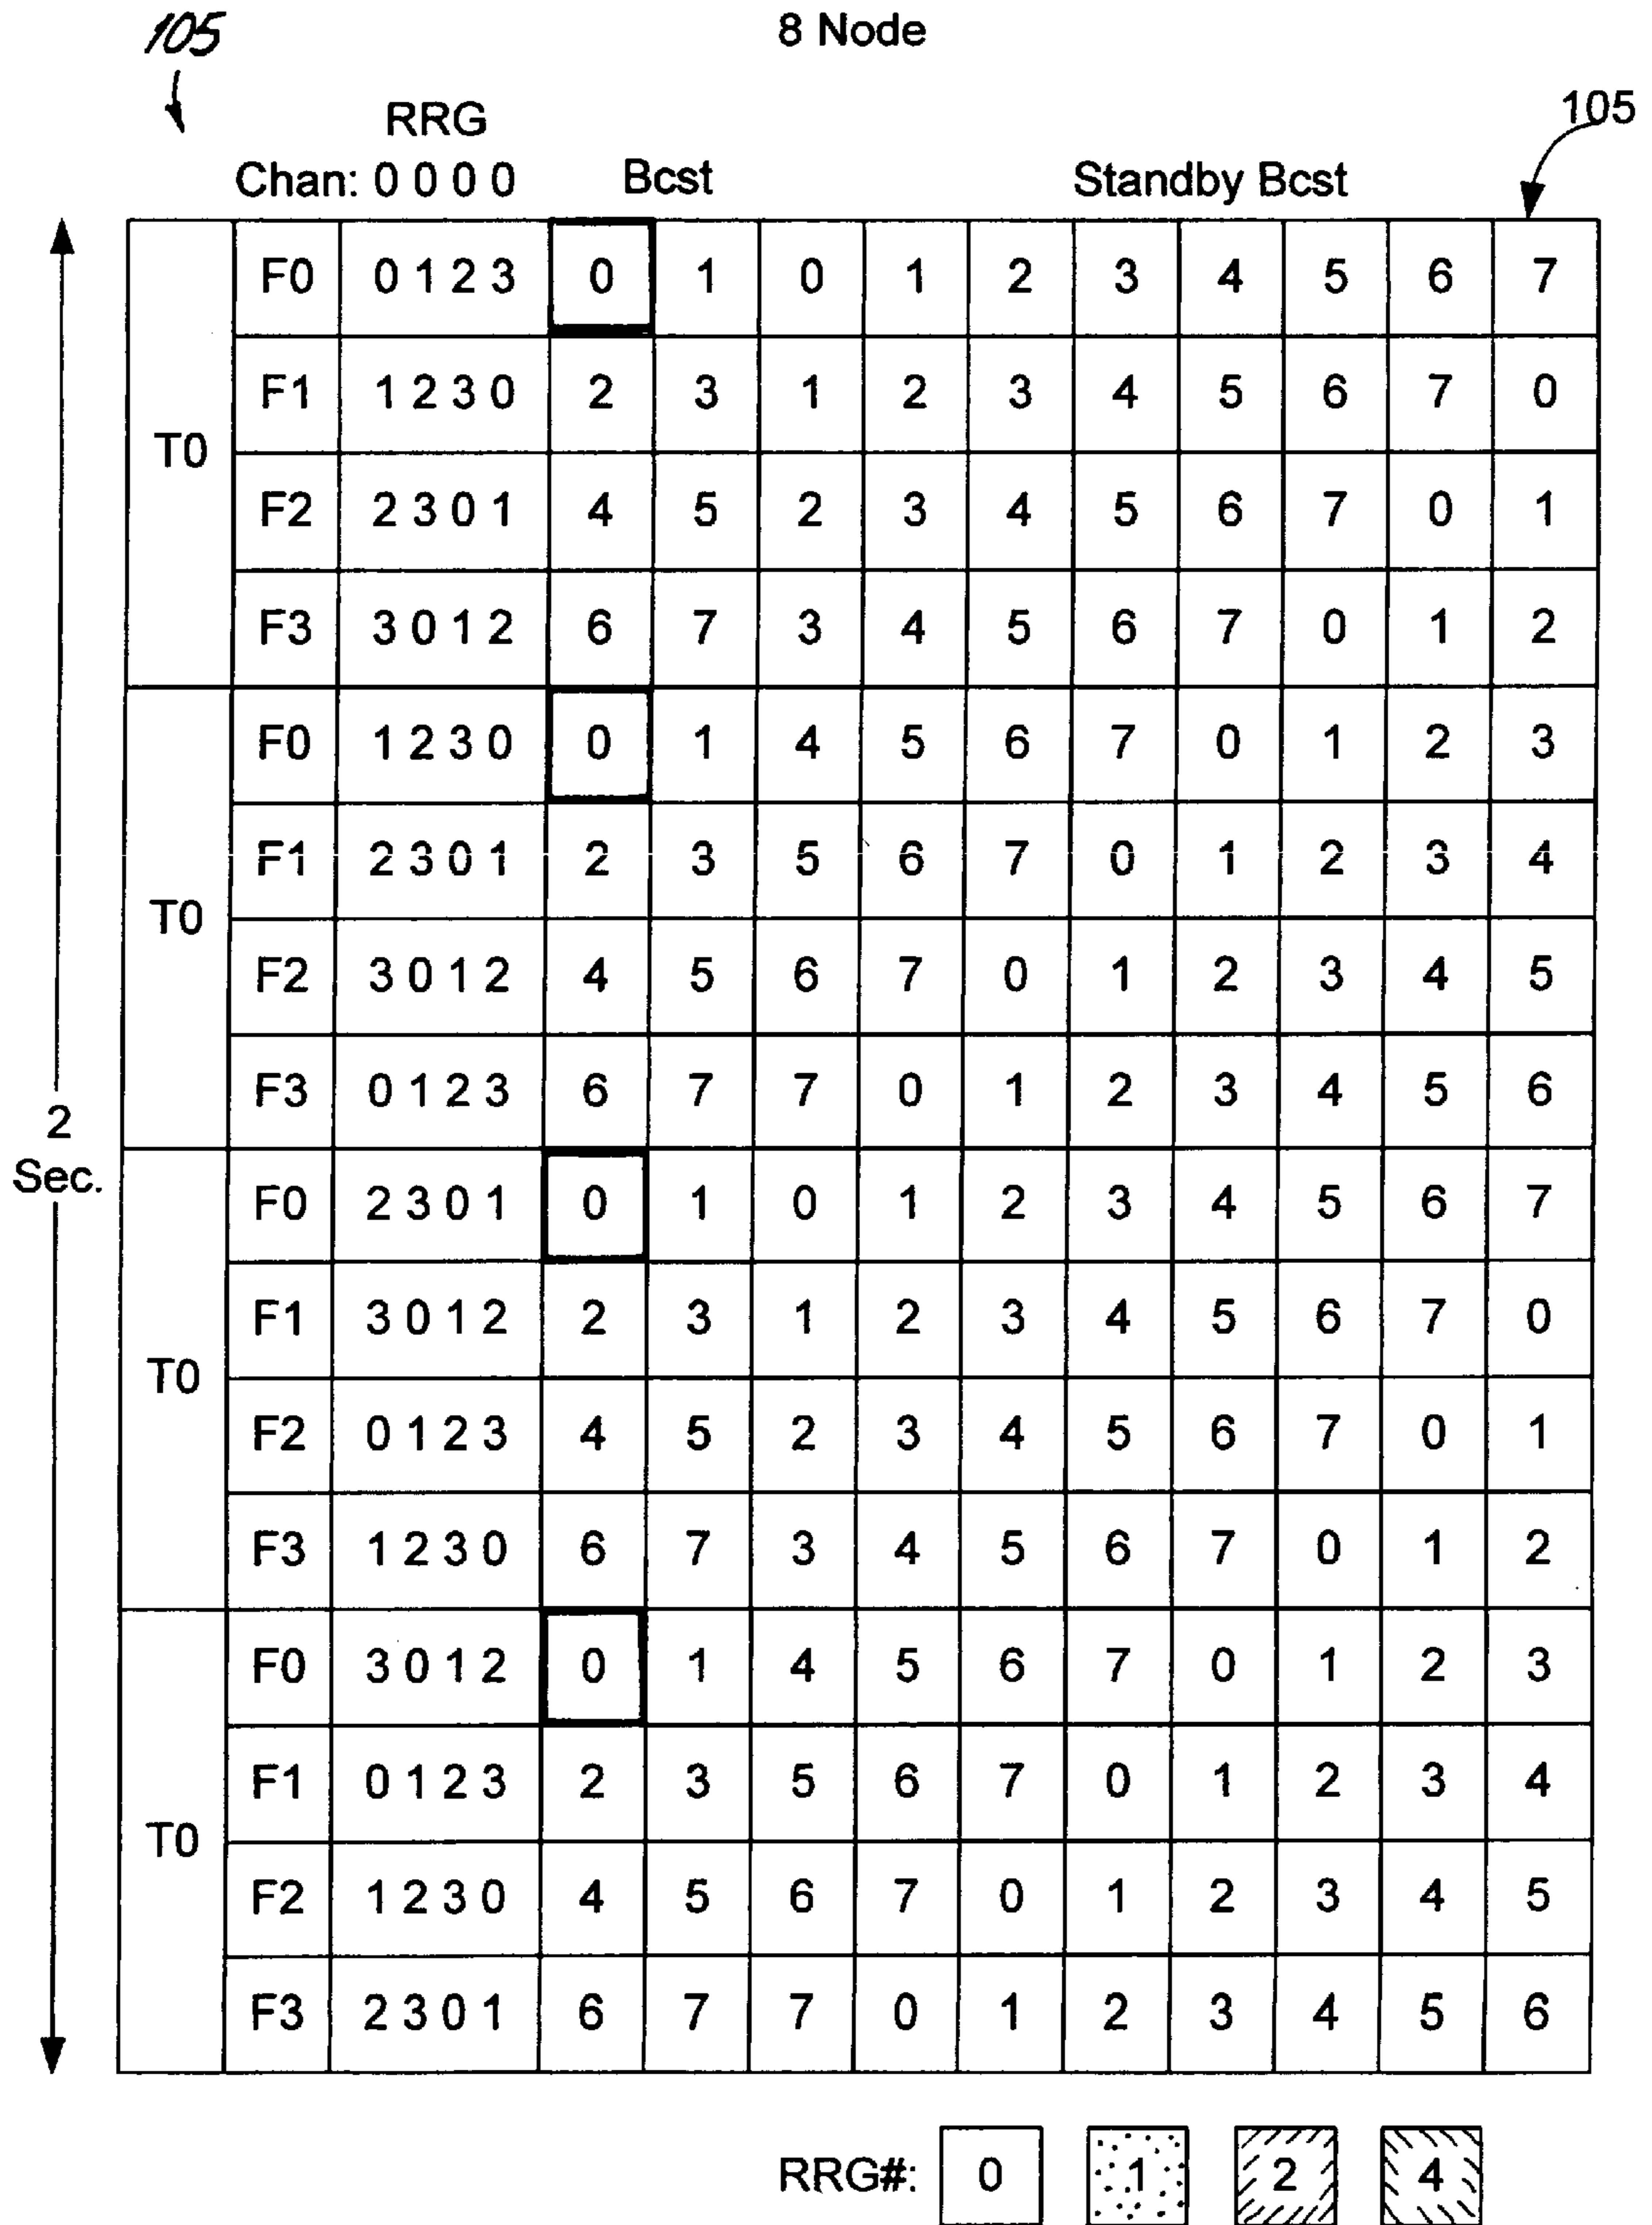 105 8 Node
105
RRG
Chan: 0 0 0 0 Bcst Standby Bcst
T0 F0 0 1 2 3 0 1 0 1 2 3 4 5 6 7
F1 1 2 3 0 2 3 1 2 3 4 5 6 7 0
F2 2 3 0 1 4 5 2 3 4 5 6 7 0 1
F3 3 0 1 2 6 7 3 4 5 6 7 0 1 2
T0 F0 1 2 3 0 0 1 4 5 6 7 0 1 2 3
F1 2 3 0 1 2 3 5 6 7 0 1 2 3 4
F2 3 0 1 2 4 5 6 7 0 1 2 3 4 5
F3 0 1 2 3 6 7 7 0 1 2 3 4 5 6
2
Sec.
T0 F0 2 3 0 1 0 1 0 1 2 3 4 5 6 7
F1 3 0 1 2 2 3 1 2 3 4 5 6 7 0
F2 0 1 2 3 4 5 2 3 4 5 6 7 0 1
F3 1 2 3 0 6 7 3 4 5 6 7 0 1 2
T0 F0 3 0 1 2 0 1 4 5 6 7 0 1 2 3
F1 0 1 2 3 2 3 5 6 7 0 1 2 3 4
F2 1 2 3 0 4 5 6 7 0 1 2 3 4 5
F3 2 3 0 1 6 7 7 0 1 2 3 4 5 6
RRG#: 0 1 2 4